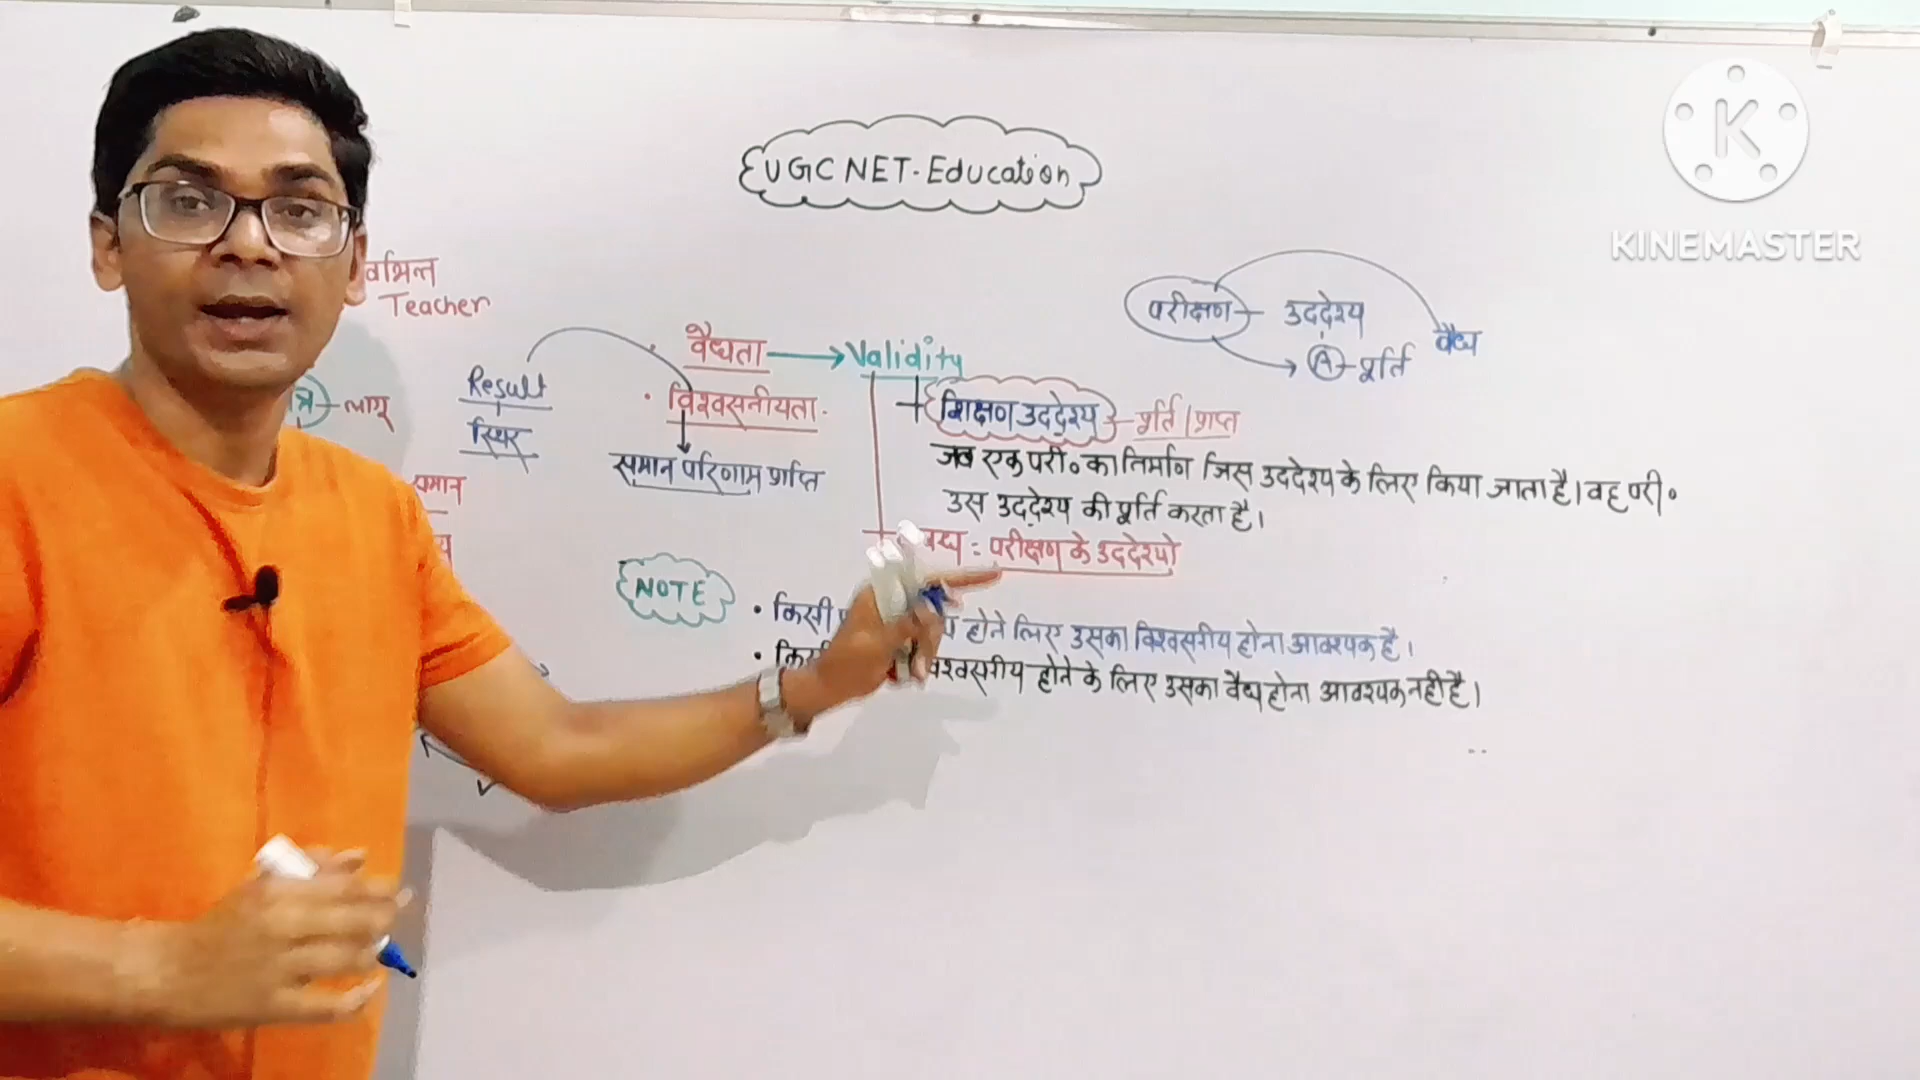 UGC NET-Education
K
KINEMASTER
Teacher
परीक्षण - उद्देश्य
(A) - पूर्ति
वैध्य
वैधता → Validity
Result
स्थिर
लागू
• विश्वसनीयता.
समान परिणाम प्राप्ति
शिक्षण उद्देश्य - पूर्ति / प्राप्त
जब एक परी० का निर्माण जिस उद्देश्य के लिए किया जाता है। वह परी०
उस उद्देश्य की पूर्ति करता है।
समान
= परीक्षण के उद्देश्यो
NOTE
• किसी होने लिए उसका विश्वसनीय होना आवश्यक है।
• होने के लिए उसका वैध होना आवश्यक नही है।